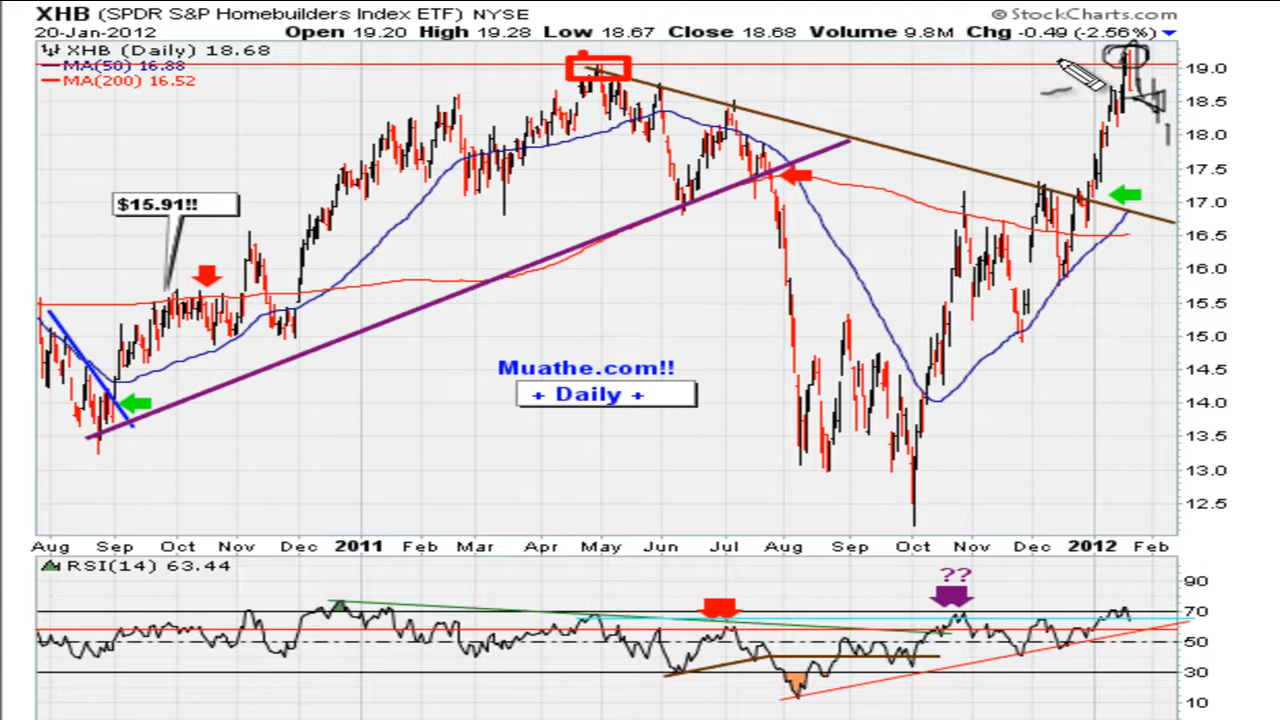 XHB (SPDR S&P Homebuilders Index ETF) NYSE
© StockCharts.com
20-Jan-2012
Open 19.20 High 19.28 Low 18.67 Close 18.68 Volume 9.8M Chg -0.49 (-2.56%)
XHB (Daily) 18.68
MA(50) 16.88
MA(200) 16.52
19.0
18.5
18.0
17.5
17.0
16.5
16.0
15.5
15.0
14.5
14.0
13.5
13.0
12.5
$15.91!!
Muathe.com!!
+ Daily +
Aug Sep Oct Nov Dec 2011 Feb Mar Apr May Jun Jul Aug Sep Oct Nov Dec 2012 Feb
RSI(14) 63.44
??
90
70
50
30
10